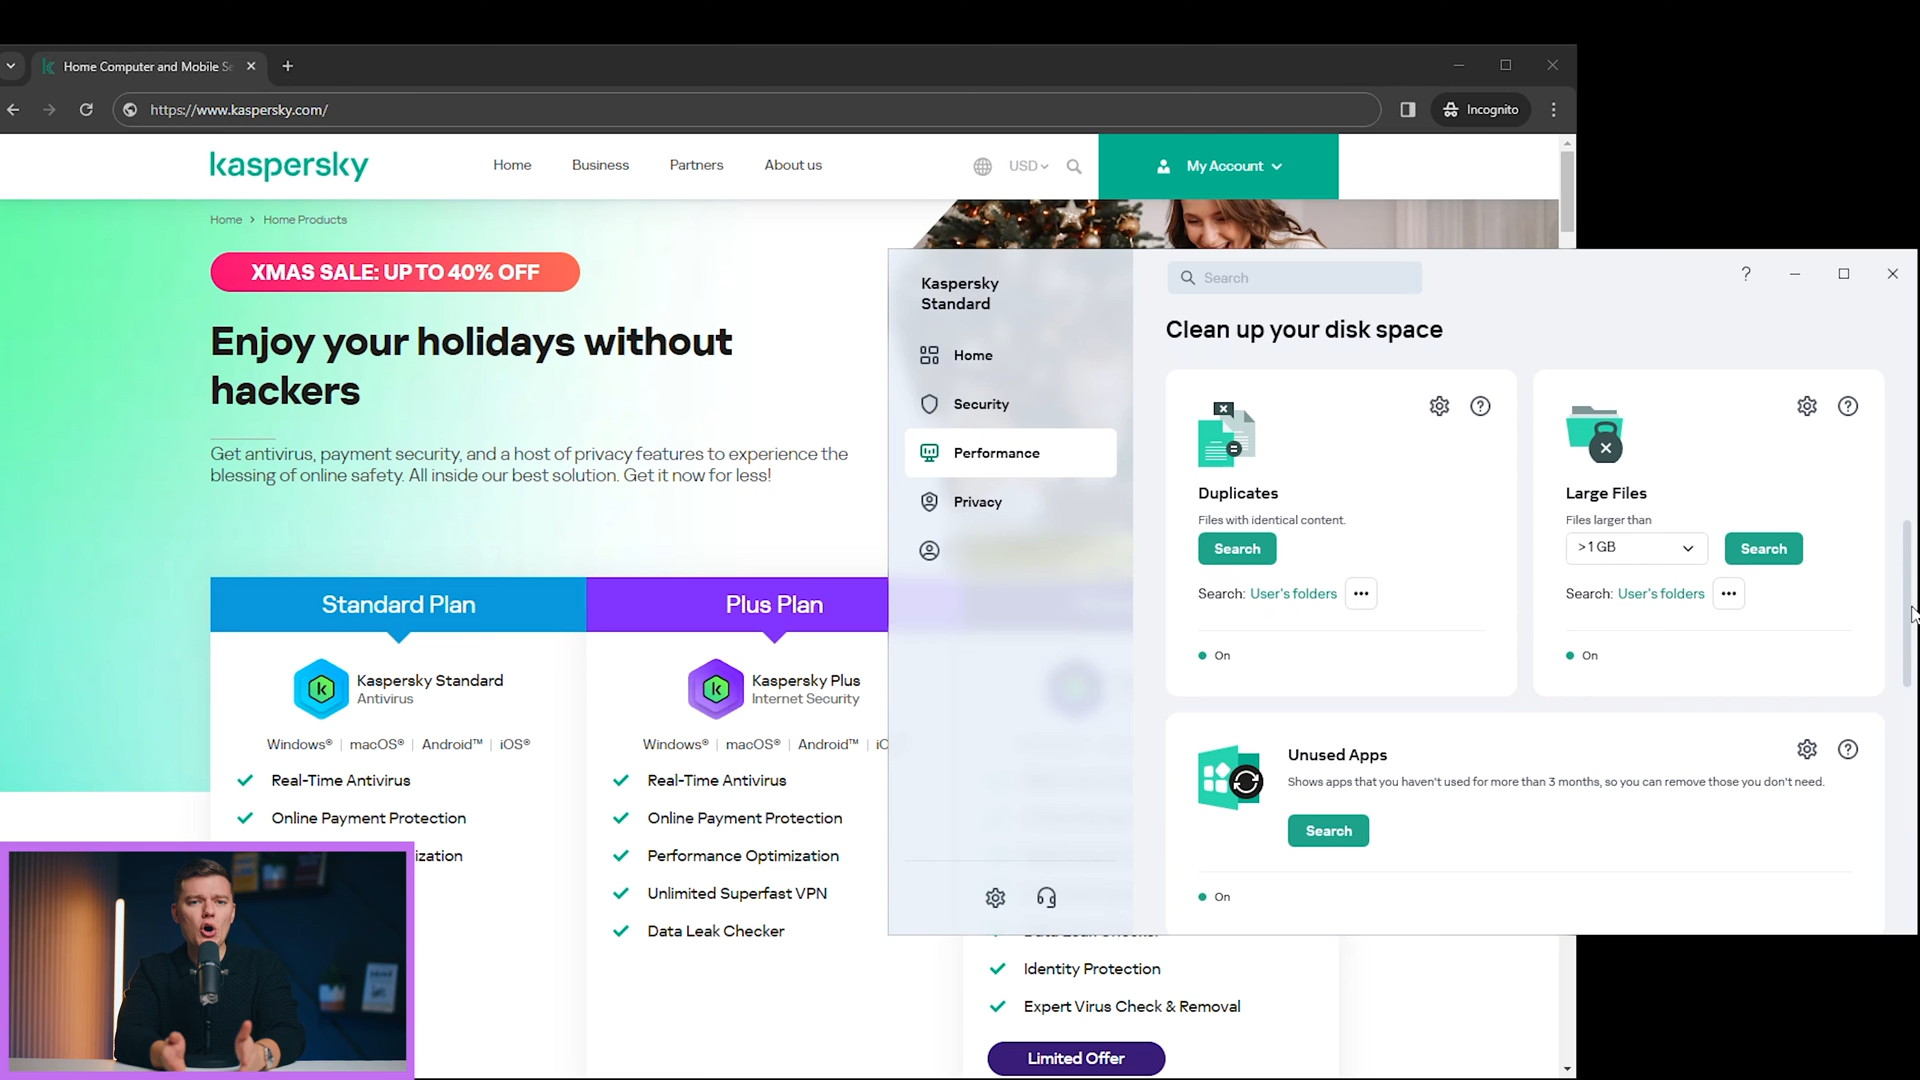 Home Computer and Mobile Se
https://www.kaspersky.com/
Incognito
kaspersky
Home
Business
Partners
About us
USD
My Account
Home > Home Products
XMAS SALE: UP TO 40% OFF
Enjoy your holidays without
hackers
Get antivirus, payment security, and a host of privacy features to experience the
blessing of online safety. All inside our best solution. Get it now for less!
Standard Plan
Kaspersky Standard
Antivirus
Windows® | macOS® | Android™ | iOS®
Real-Time Antivirus
Online Payment Protection
ization
Plus Plan
Kaspersky Plus
Internet Security
Windows® | macOS® | Android™ | iO
Real-Time Antivirus
Online Payment Protection
Performance Optimization
Unlimited Superfast VPN
Data Leak Checker
Identity Protection
Expert Virus Check & Removal
Limited Offer
Kaspersky
Standard
Home
Security
Performance
Privacy
Search
?
Clean up your disk space
Duplicates
Files with identical content.
Search
Search: User's folders
On
Large Files
Files larger than
>1 GB
Search
Search: User's folders
On
Unused Apps
Shows apps that you haven't used for more than 3 months, so you can remove those you don't need.
Search
On